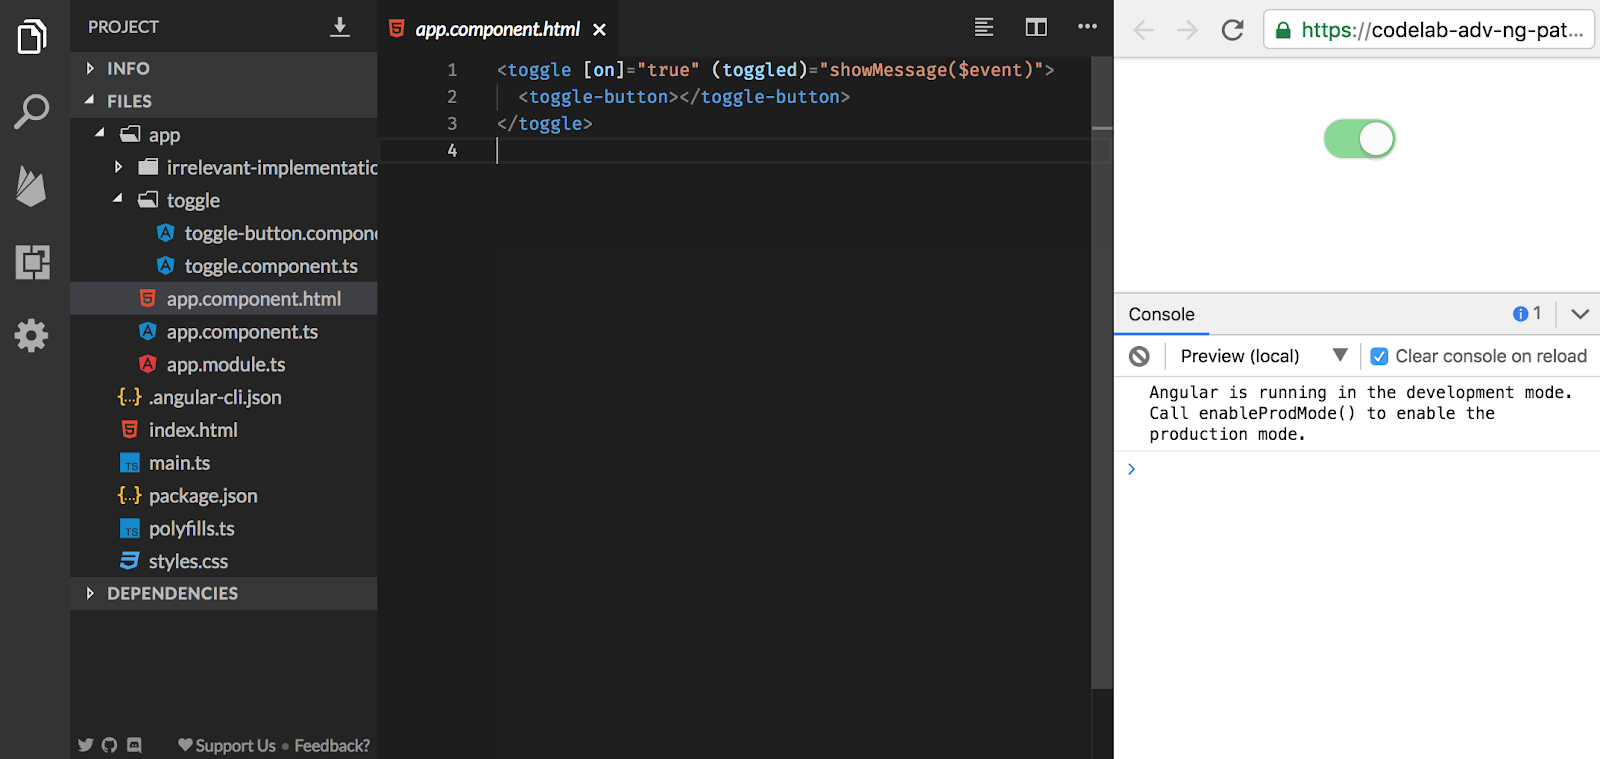 PROJECT
INFO
FILES
app
irrelevant-implementatic
toggle
toggle-button.compone
toggle.component.ts
app.component.html
app.component.ts
app.module.ts
{..} .angular-cli.json
index.html
TS main.ts
{..} package.json
TS polyfills.ts
styles.css
DEPENDENCIES
Support Us • Feedback?
app.component.html ×
1 <toggle [on]="true" (toggled)="showMessage($event)">
2 <toggle-button></toggle-button>
3 </toggle>
4
https://codelab-adv-ng-pat...
Console 1
Preview (local) Clear console on reload
Angular is running in the development mode.
Call enableProdMode() to enable the
production mode.